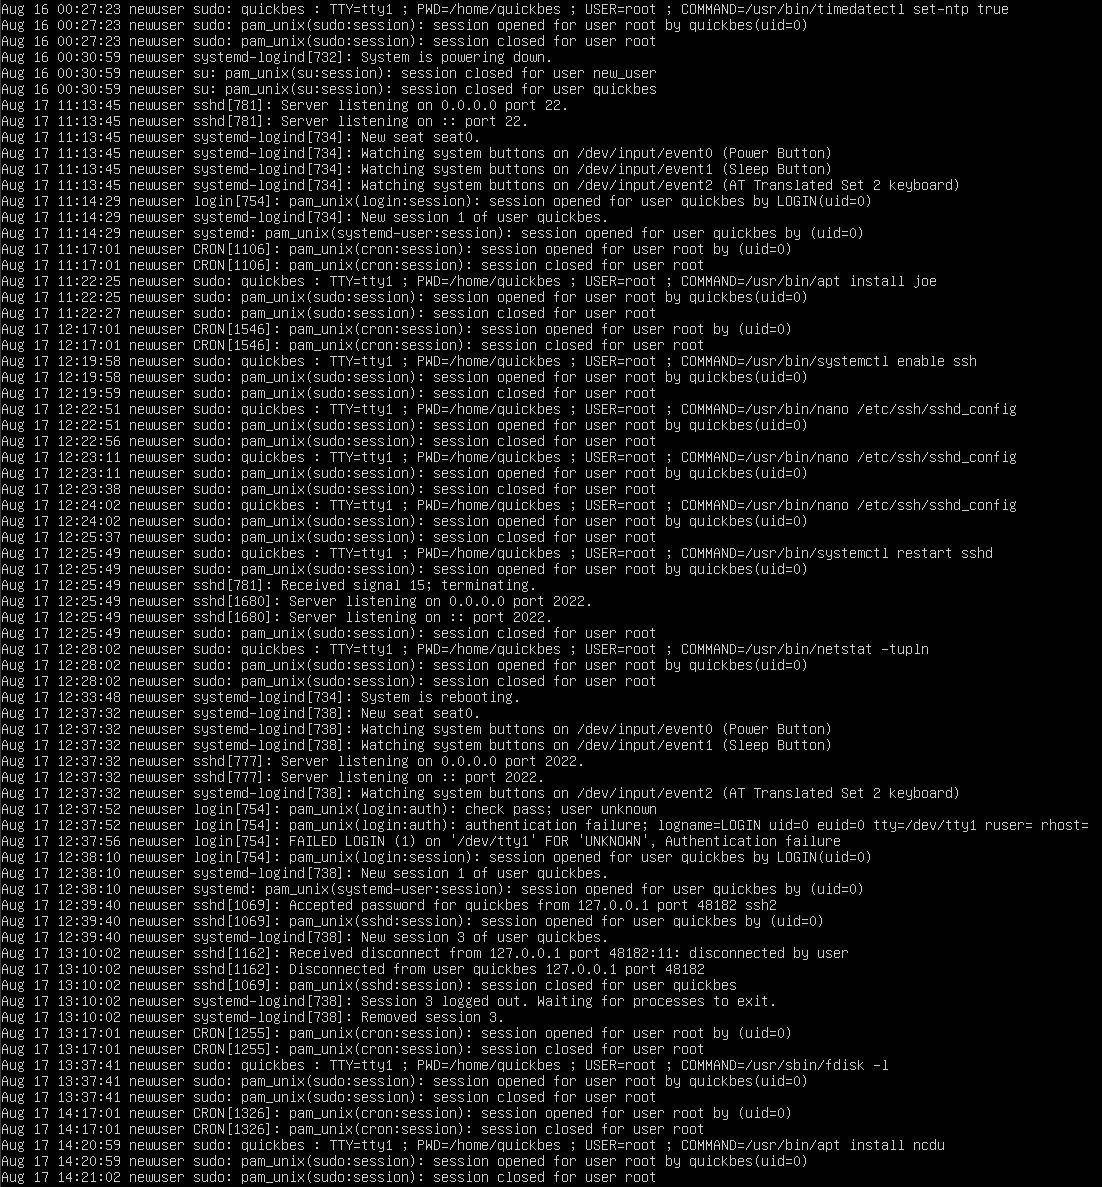 Aug 16 00:27:23 newuser sudo: quickbes : TTY=tty1 ; PWD=/home/quickbes ; USER=root ; COMMAND=/usr/bin/timedatectl set-ntp true
Aug 16 00:27:23 newuser sudo: pam_unix(sudo:session): session opened for user root by quickbes(uid=0)
Aug 16 00:27:23 newuser sudo: pam_unix(sudo:session): session closed for user root
Aug 16 00:30:59 newuser systemd-logind[732]: System is powering down.
Aug 16 00:30:59 newuser su: pam_unix(su:session): session closed for user new_user
Aug 16 00:30:59 newuser su: pam_unix(su:session): session closed for user quickbes
Aug 17 11:13:45 newuser sshd[781]: Server listening on 0.0.0.0 port 22.
Aug 17 11:13:45 newuser sshd[781]: Server listening on :: port 22.
Aug 17 11:13:45 newuser systemd-logind[734]: New seat seat0.
Aug 17 11:13:45 newuser systemd-logind[734]: Watching system buttons on /dev/input/event0 (Power Button)
Aug 17 11:13:45 newuser systemd-logind[734]: Watching system buttons on /dev/input/event1 (Sleep Button)
Aug 17 11:13:45 newuser systemd-logind[734]: Watching system buttons on /dev/input/event2 (AT Translated Set 2 keyboard)
Aug 17 11:14:29 newuser login[754]: pam_unix(login:session): session opened for user quickbes by LOGIN(uid=0)
Aug 17 11:14:29 newuser systemd-logind[734]: New session 1 of user quickbes.
Aug 17 11:14:29 newuser systemd: pam_unix(systemd-user:session): session opened for user quickbes by (uid=0)
Aug 17 11:17:01 newuser CRON[1106]: pam_unix(cron:session): session opened for user root by (uid=0)
Aug 17 11:17:01 newuser CRON[1106]: pam_unix(cron:session): session closed for user root
Aug 17 11:22:25 newuser sudo: quickbes : TTY=tty1 ; PWD=/home/quickbes ; USER=root ; COMMAND=/usr/bin/apt install joe
Aug 17 11:22:25 newuser sudo: pam_unix(sudo:session): session opened for user root by quickbes(uid=0)
Aug 17 11:22:27 newuser sudo: pam_unix(sudo:session): session closed for user root
Aug 17 12:17:01 newuser CRON[1546]: pam_unix(cron:session): session opened for user root by (uid=0)
Aug 17 12:17:01 newuser CRON[1546]: pam_unix(cron:session): session closed for user root
Aug 17 12:19:58 newuser sudo: quickbes : TTY=tty1 ; PWD=/home/quickbes ; USER=root ; COMMAND=/usr/bin/systemctl enable ssh
Aug 17 12:19:58 newuser sudo: pam_unix(sudo:session): session opened for user root by quickbes(uid=0)
Aug 17 12:19:59 newuser sudo: pam_unix(sudo:session): session closed for user root
Aug 17 12:22:51 newuser sudo: quickbes : TTY=tty1 ; PWD=/home/quickbes ; USER=root ; COMMAND=/usr/bin/nano /etc/ssh/sshd_config
Aug 17 12:22:51 newuser sudo: pam_unix(sudo:session): session opened for user root by quickbes(uid=0)
Aug 17 12:22:56 newuser sudo: pam_unix(sudo:session): session closed for user root
Aug 17 12:23:11 newuser sudo: quickbes : TTY=tty1 ; PWD=/home/quickbes ; USER=root ; COMMAND=/usr/bin/nano /etc/ssh/sshd_config
Aug 17 12:23:11 newuser sudo: pam_unix(sudo:session): session opened for user root by quickbes(uid=0)
Aug 17 12:23:38 newuser sudo: pam_unix(sudo:session): session closed for user root
Aug 17 12:24:02 newuser sudo: quickbes : TTY=tty1 ; PWD=/home/quickbes ; USER=root ; COMMAND=/usr/bin/nano /etc/ssh/sshd_config
Aug 17 12:24:02 newuser sudo: pam_unix(sudo:session): session opened for user root by quickbes(uid=0)
Aug 17 12:25:37 newuser sudo: pam_unix(sudo:session): session closed for user root
Aug 17 12:25:49 newuser sudo: quickbes : TTY=tty1 ; PWD=/home/quickbes ; USER=root ; COMMAND=/usr/bin/systemctl restart sshd
Aug 17 12:25:49 newuser sudo: pam_unix(sudo:session): session opened for user root by quickbes(uid=0)
Aug 17 12:25:49 newuser sshd[781]: Received signal 15; terminating.
Aug 17 12:25:49 newuser sshd[1680]: Server listening on 0.0.0.0 port 2022.
Aug 17 12:25:49 newuser sshd[1680]: Server listening on :: port 2022.
Aug 17 12:25:49 newuser sudo: pam_unix(sudo:session): session closed for user root
Aug 17 12:28:02 newuser sudo: quickbes : TTY=tty1 ; PWD=/home/quickbes ; USER=root ; COMMAND=/usr/bin/netstat -tupln
Aug 17 12:28:02 newuser sudo: pam_unix(sudo:session): session opened for user root by quickbes(uid=0)
Aug 17 12:28:02 newuser sudo: pam_unix(sudo:session): session closed for user root
Aug 17 12:33:48 newuser systemd-logind[734]: System is rebooting.
Aug 17 12:37:32 newuser systemd-logind[738]: New seat seat0.
Aug 17 12:37:32 newuser systemd-logind[738]: Watching system buttons on /dev/input/event0 (Power Button)
Aug 17 12:37:32 newuser systemd-logind[738]: Watching system buttons on /dev/input/event1 (Sleep Button)
Aug 17 12:37:32 newuser sshd[777]: Server listening on 0.0.0.0 port 2022.
Aug 17 12:37:32 newuser sshd[777]: Server listening on :: port 2022.
Aug 17 12:37:32 newuser systemd-logind[738]: Watching system buttons on /dev/input/event2 (AT Translated Set 2 keyboard)
Aug 17 12:37:52 newuser login[754]: pam_unix(login:auth): check pass; user unknown
Aug 17 12:37:52 newuser login[754]: pam_unix(login:auth): authentication failure; logname=LOGIN uid=0 euid=0 tty=/dev/tty1 ruser= rhost=
Aug 17 12:37:56 newuser login[754]: FAILED LOGIN (1) on '/dev/tty1' FOR 'UNKNOWN', Authentication failure
Aug 17 12:38:10 newuser login[754]: pam_unix(login:session): session opened for user quickbes by LOGIN(uid=0)
Aug 17 12:38:10 newuser systemd-logind[738]: New session 1 of user quickbes.
Aug 17 12:38:10 newuser systemd: pam_unix(systemd-user:session): session opened for user quickbes by (uid=0)
Aug 17 12:39:40 newuser sshd[1069]: Accepted password for quickbes from 127.0.0.1 port 48182 ssh2
Aug 17 12:39:40 newuser sshd[1069]: pam_unix(sshd:session): session opened for user quickbes by (uid=0)
Aug 17 12:39:40 newuser systemd-logind[738]: New session 3 of user quickbes.
Aug 17 13:10:02 newuser sshd[1162]: Received disconnect from 127.0.0.1 port 48182:11: disconnected by user
Aug 17 13:10:02 newuser sshd[1162]: Disconnected from user quickbes 127.0.0.1 port 48182
Aug 17 13:10:02 newuser sshd[1069]: pam_unix(sshd:session): session closed for user quickbes
Aug 17 13:10:02 newuser systemd-logind[738]: Session 3 logged out. Waiting for processes to exit.
Aug 17 13:10:02 newuser systemd-logind[738]: Removed session 3.
Aug 17 13:17:01 newuser CRON[1255]: pam_unix(cron:session): session opened for user root by (uid=0)
Aug 17 13:17:01 newuser CRON[1255]: pam_unix(cron:session): session closed for user root
Aug 17 13:37:41 newuser sudo: quickbes : TTY=tty1 ; PWD=/home/quickbes ; USER=root ; COMMAND=/usr/sbin/fdisk -l
Aug 17 13:37:41 newuser sudo: pam_unix(sudo:session): session opened for user root by quickbes(uid=0)
Aug 17 13:37:41 newuser sudo: pam_unix(sudo:session): session closed for user root
Aug 17 14:17:01 newuser CRON[1326]: pam_unix(cron:session): session opened for user root by (uid=0)
Aug 17 14:17:01 newuser CRON[1326]: pam_unix(cron:session): session closed for user root
Aug 17 14:20:59 newuser sudo: quickbes : TTY=tty1 ; PWD=/home/quickbes ; USER=root ; COMMAND=/usr/bin/apt install ncdu
Aug 17 14:20:59 newuser sudo: pam_unix(sudo:session): session opened for user root by quickbes(uid=0)
Aug 17 14:21:02 newuser sudo: pam_unix(sudo:session): session closed for user root